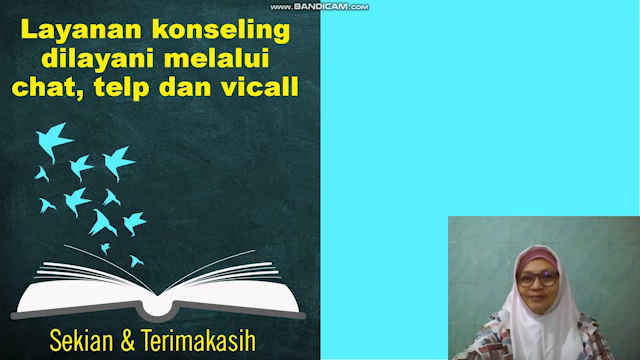 www.BANDICAM.com
Layanan konseling
dilayani melalui
chat, telp dan vicall
Sekian & Terimakasih